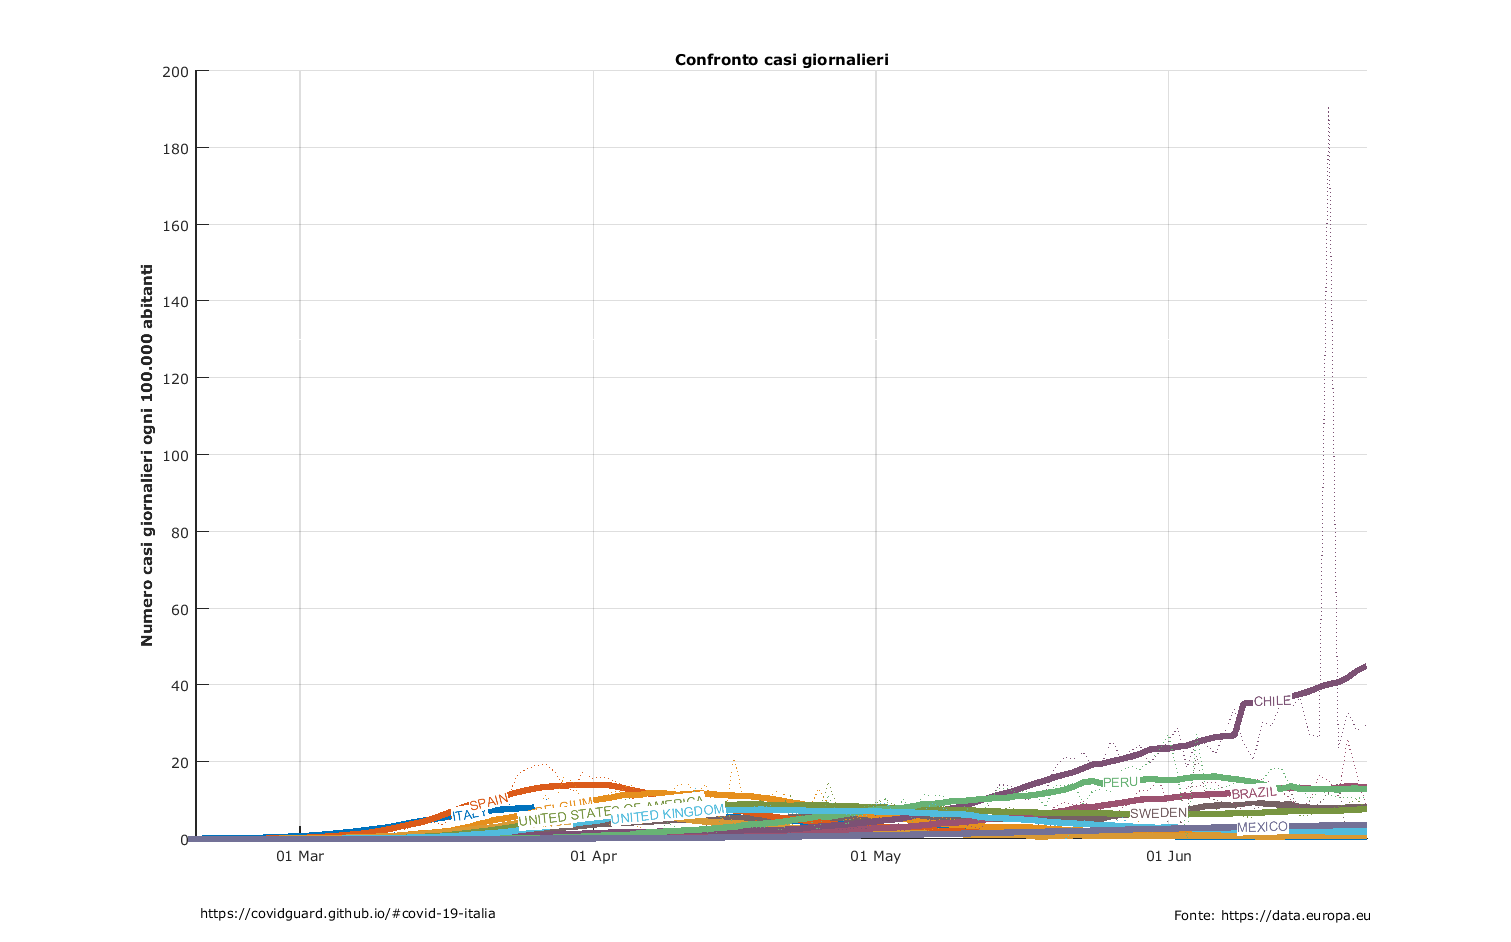 Confronto casi giornalieri
Numero casi giornalieri ogni 100.000 abitanti
200
180
160
140
120
100
80
60
40
20
0
CHILE
PERU
BRAZIL
SWEDEN
MEXICO
SPAIN
UNITED STATES OF AMERICA
UNITED KINGDOM
01 Mar
01 Apr
01 May
01 Jun
https://covidguard.github.io/#covid-19-italia
Fonte: https://data.europa.eu